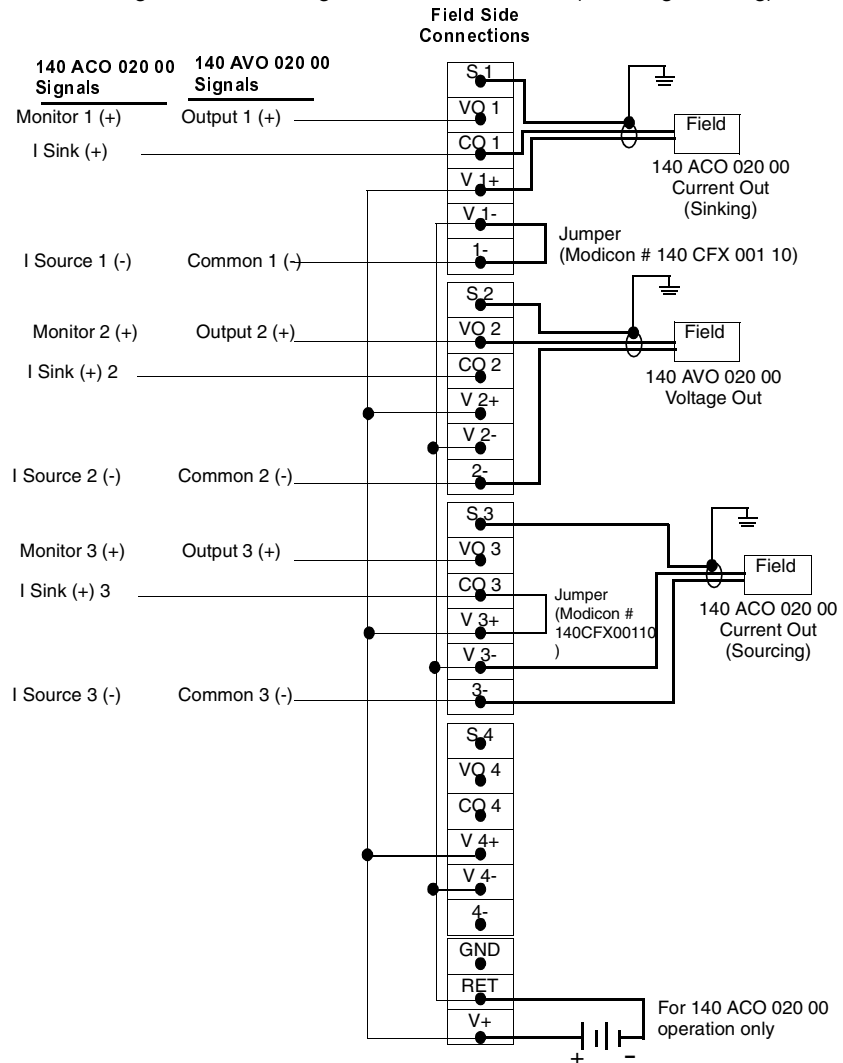 Field Side
Connections
140 ACO 020 00
Signals
140 AVO 020 00
Signals
S 1
Monitor 1 (+)
Output 1 (+)
VO 1
Field
I Sink (+)
CO 1
140 ACO 020 00
Current Out
(Sinking)
V 1+
V 1-
Jumper
(Modicon # 140 CFX 001 10)
I Source 1 (-)
Common 1 (-)
1-
S 2
Monitor 2 (+)
Output 2 (+)
VO 2
Field
I Sink (+) 2
CO 2
140 AVO 020 00
Voltage Out
V 2+
V 2-
I Source 2 (-)
Common 2 (-)
2-
S 3
Monitor 3 (+)
Output 3 (+)
VO 3
Field
I Sink (+) 3
CO 3
Jumper
(Modicon #
140CFX00110
)
140 ACO 020 00
Current Out
(Sourcing)
V 3+
V 3-
I Source 3 (-)
Common 3 (-)
3-
S 4
VO 4
CO 4
V 4+
V 4-
4-
GND
RET
For 140 ACO 020 00
operation only
V+
+ -